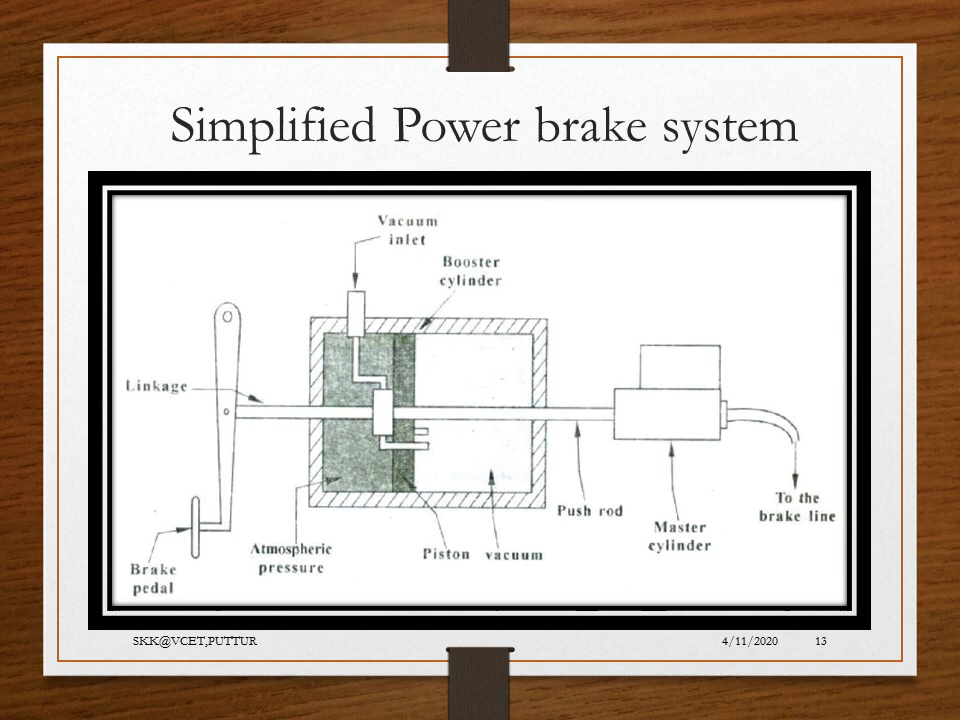 Simplified Power brake system
Vacuum
inlet
Booster
cylinder
Linkage
Push rod
To the
brake line
Master
cylinder
Atmospheric
pressure
Piston
vacuum
Brake
pedal
SKK@VCET,PUTTUR
4/11/2020
13